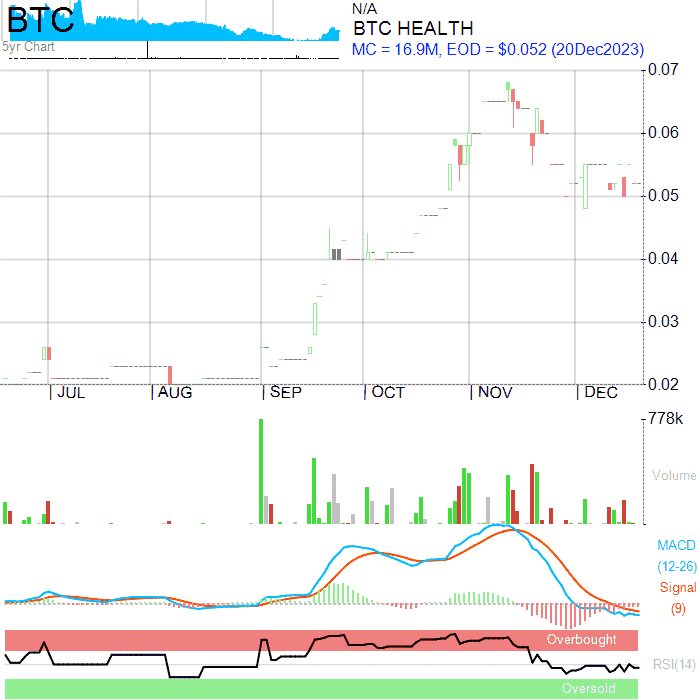 BTC
5yr Chart
N/A
BTC HEALTH
MC = 16.9M, EOD = $0.052 (20Dec2023)
0.07
0.06
0.05
0.04
0.03
0.02
JUL AUG SEP OCT NOV DEC
778k
Volume
MACD
(12-26)
Signal
(9)
Overbought
RSI(14)
Oversold